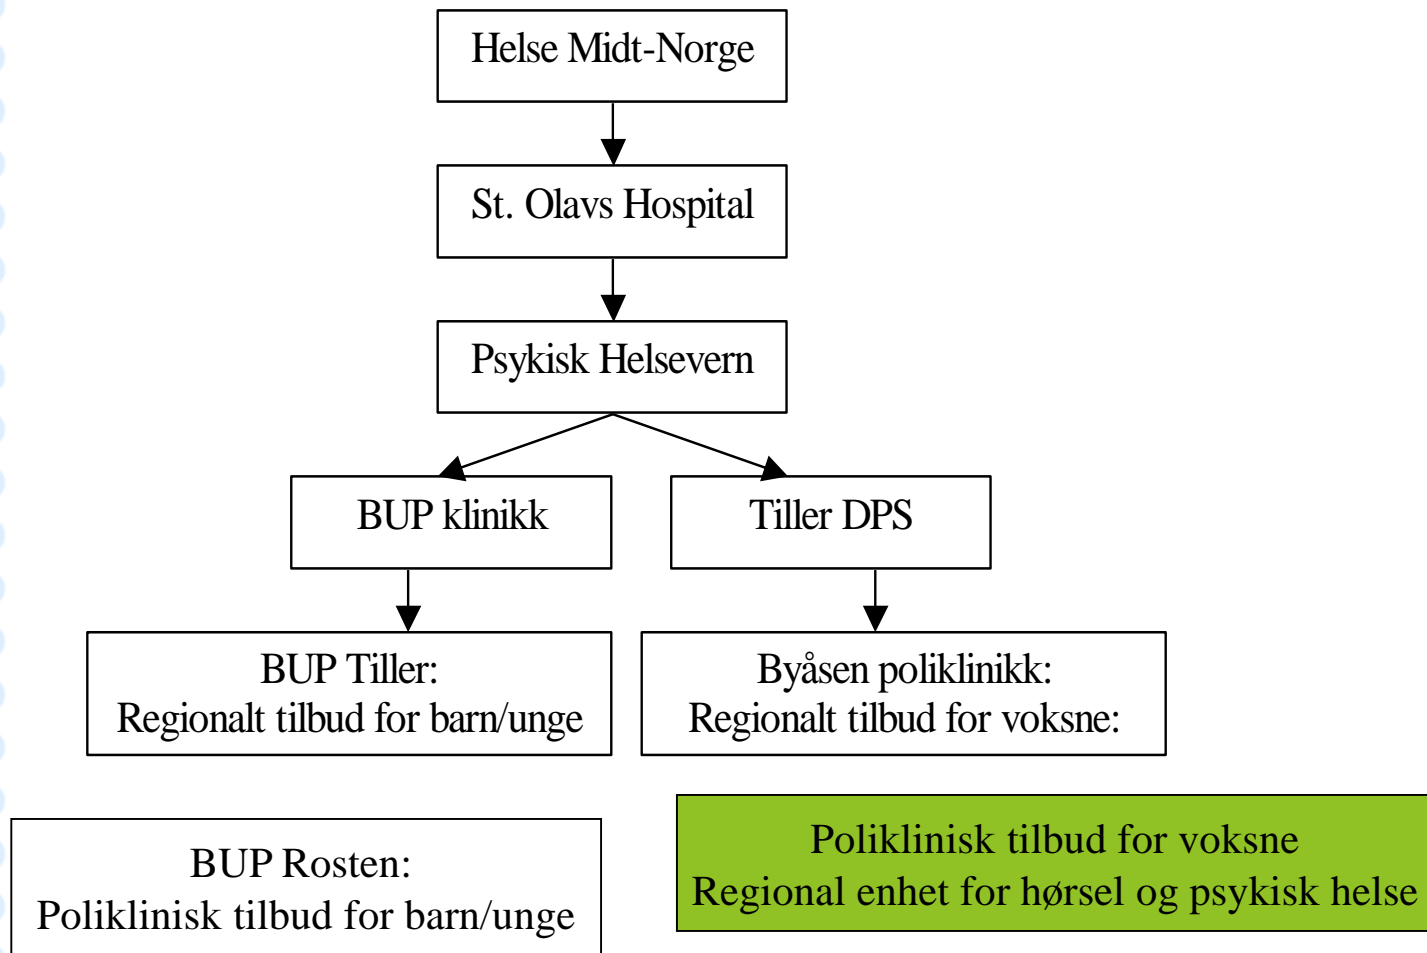 Helse Midt-Norge
St. Olavs Hospital
Psykisk Helsevern
BUP klinikk
Tiller DPS
BUP Tiller:
Regionalt tilbud for barn/unge
Byåsen poliklinikk:
Regionalt tilbud for voksne:
BUP Rosten:
Poliklinisk tilbud for barn/unge
Poliklinisk tilbud for voksne
Regional enhet for hørsel og psykisk helse